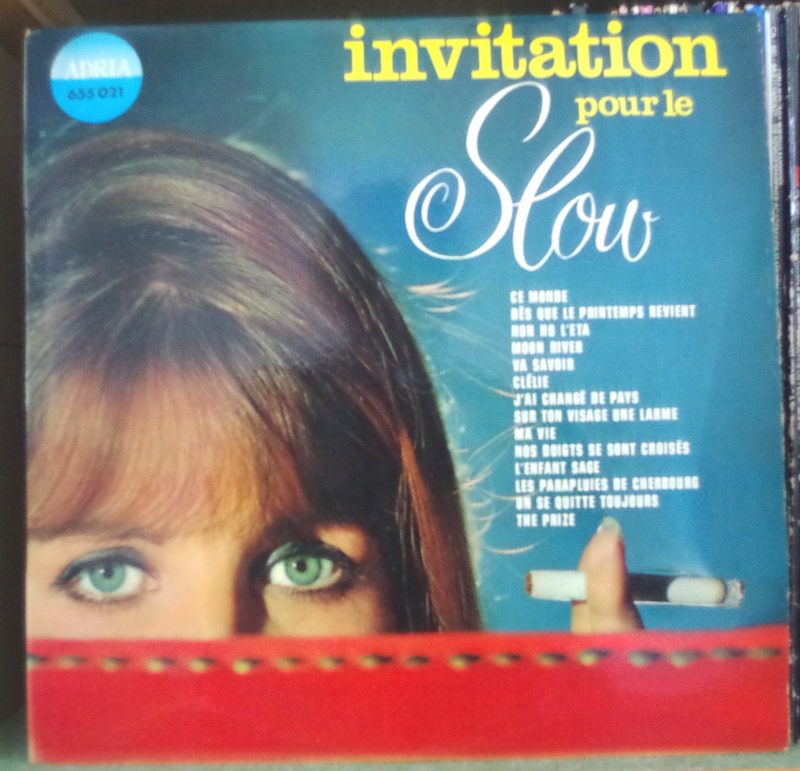 ADRIA
655 021
invitation
pour le
Slow
CE MONDE
DÈS QUE LE PRINTEMPS REVIENT
NON HO L'ETA
MOON RIVER
VA SAVOIR
CLÉLIE
J'AI CHANGÉ DE PAYS
SUR TON VISAGE UNE LARME
MA VIE
NOS DOIGTS SE SONT CROISÉS
L'ENFANT SAGE
LES PARAPLUIES DE CHERBOURG
ON SE QUITTE TOUJOURS
THE PRIZE